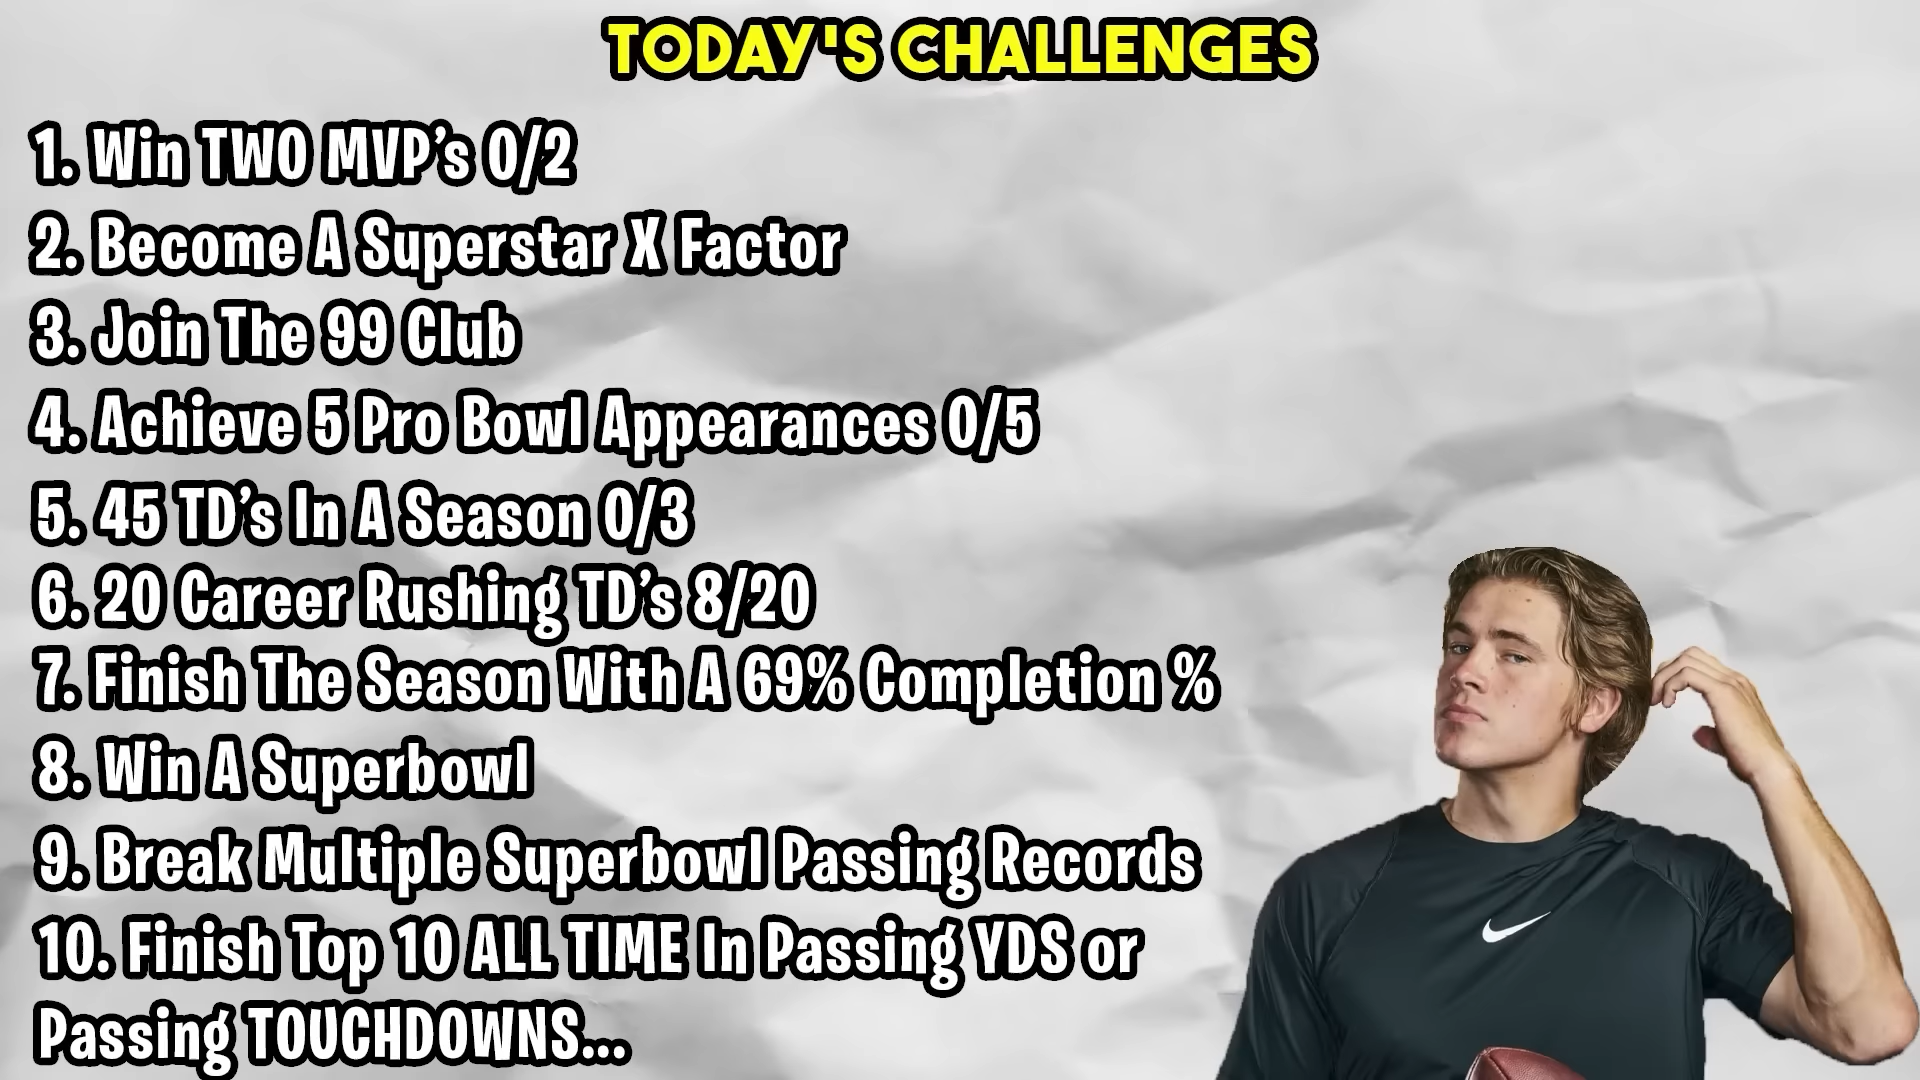 TODAY'S CHALLENGES
1. Win TWO MVP's 0/2
2. Become A Superstar X Factor
3. Join The 99 Club
4. Achieve 5 Pro Bowl Appearances 0/5
5. 45 TD's In A Season 0/3
6. 20 Career Rushing TD's 8/20
7. Finish The Season With A 69% Completion %
8. Win A Superbowl
9. Break Multiple Superbowl Passing Records
10. Finish Top 10 ALL TIME In Passing YDS or
Passing TOUCHDOWNS...